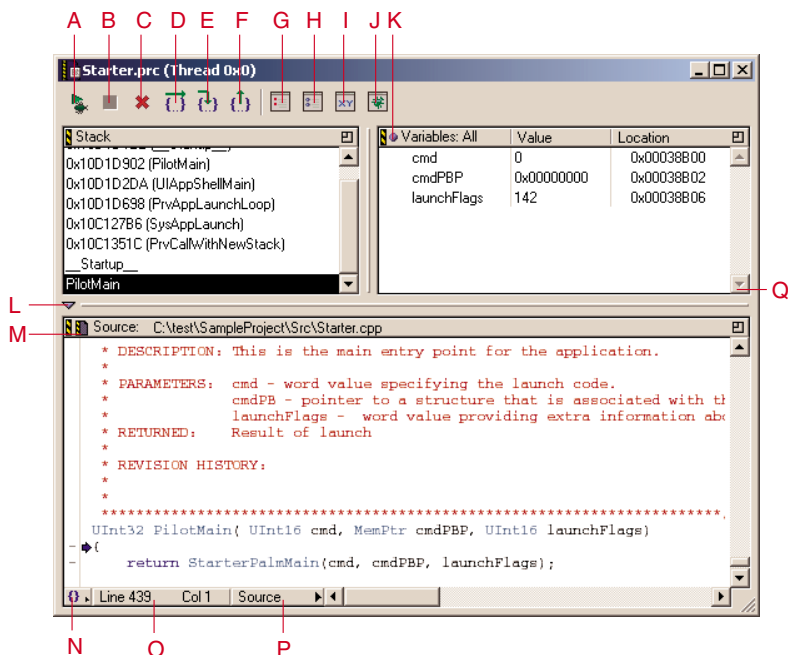 A B C D E F G H I J K
Starter.prc (Thread 0x0)
XY
Stack
0x10D1D902 (PilotMain)
0x10D1D2DA (UIAppShellMain)
0x10D1D698 (PrvAppLaunchLoop)
0x10C127B6 (SysAppLaunch)
0x10C1351C (PrvCallWithNewStack)
__Startup__
PilotMain
Variables: All Value Location
cmd 0 0x00038B00
cmdPBP 0x00000000 0x00038B02
launchFlags 142 0x00038B06
Q
L
M
Source: C:\test\SampleProject\Src\Starter.cpp
* DESCRIPTION: This is the main entry point for the application.
*
* PARAMETERS: cmd - word value specifying the launch code.
* cmdPB - pointer to a structure that is associated with th
* launchFlags - word value providing extra information abo
* RETURNED: Result of launch
*
* REVISION HISTORY:
*
*
***********************************************************************
UInt32 PilotMain( UInt16 cmd, MemPtr cmdPBP, UInt16 launchFlags)
{
return StarterPalmMain(cmd, cmdPBP, launchFlags);
Line 439 Col 1 Source
N O P